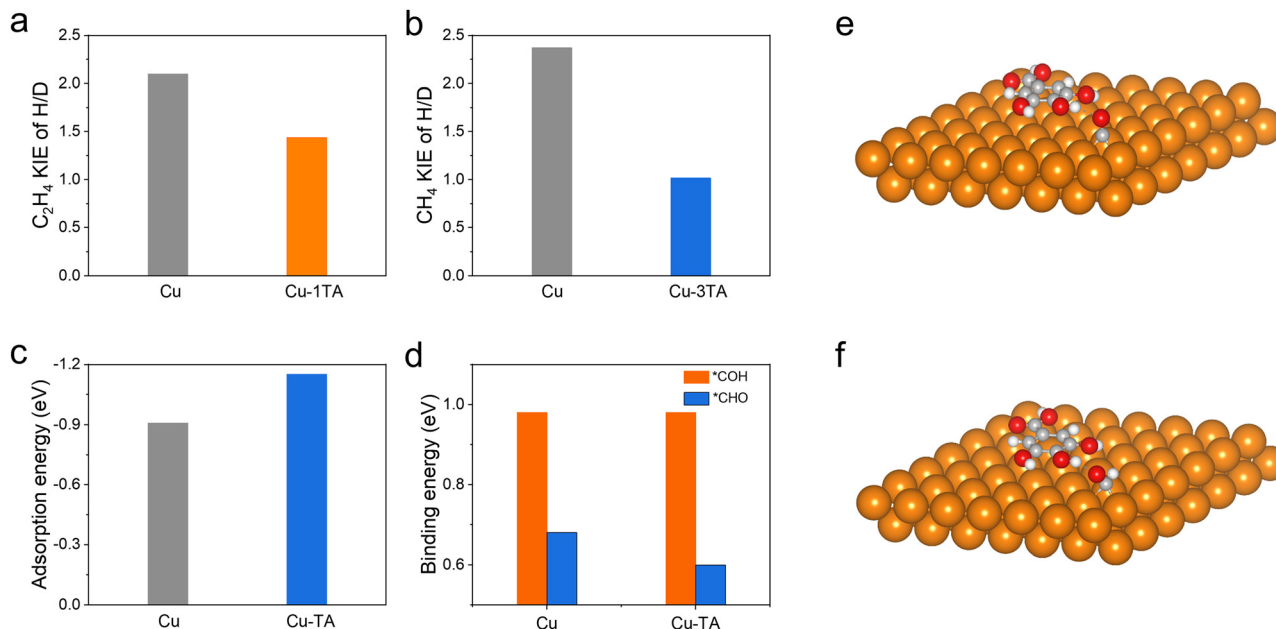 a
C₂H₄ KIE of H/D
2.5
2.0
1.5
1.0
0.5
0.0
Cu
Cu-1TA
b
CH₄ KIE of H/D
2.5
2.0
1.5
1.0
0.5
0.0
Cu
Cu-3TA
e
c
Adsorption energy (eV)
-1.2
-0.9
-0.6
-0.3
0.0
Cu
Cu-TA
d
Binding energy (eV)
1.0
0.8
0.6
*COH
*CHO
Cu
Cu-TA
f